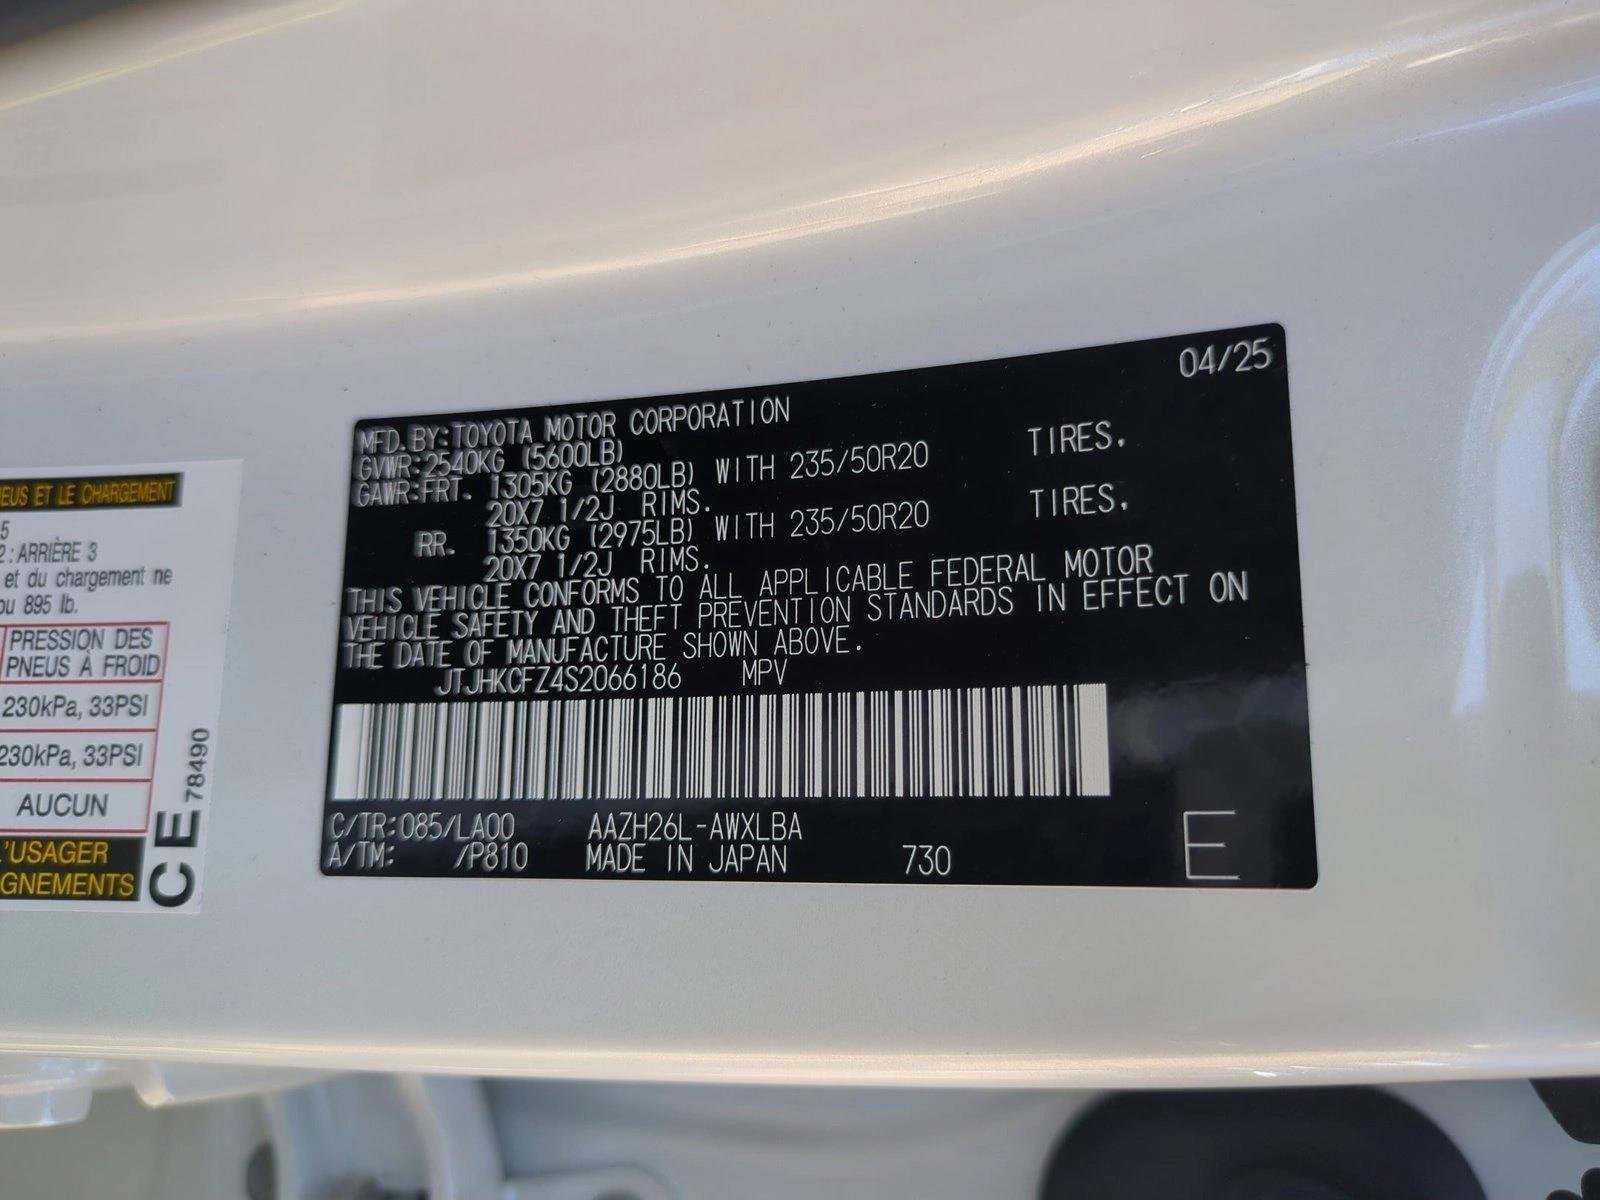 NEUS ET LE CHARGEMENT
5
2 : ARRIÈRE 3
et du chargement ne
ou 895 lb.
PRESSION DES
PNEUS À FROID
230kPa, 33PSI
230kPa, 33PSI
AUCUN
L'USAGER
GNEMENTS
CE 78490
04/25
MFD. BY: TOYOTA MOTOR CORPORATION
GVWR: 2540KG (5600LB)
GAWR: FRT. 1305KG (2880LB) WITH 235/50R20 TIRES.
20X7 1/2J RIMS.
RR. 1350KG (2975LB) WITH 235/50R20 TIRES.
20X7 1/2J RIMS.
THIS VEHICLE CONFORMS TO ALL APPLICABLE FEDERAL MOTOR
VEHICLE SAFETY AND THEFT PREVENTION STANDARDS IN EFFECT ON
THE DATE OF MANUFACTURE SHOWN ABOVE.
JTJHKCFZ4S2066186 MPV
C/TR: 085/LA00 AAZH26L-AWXLBA
A/TM: /P810 MADE IN JAPAN 730 E